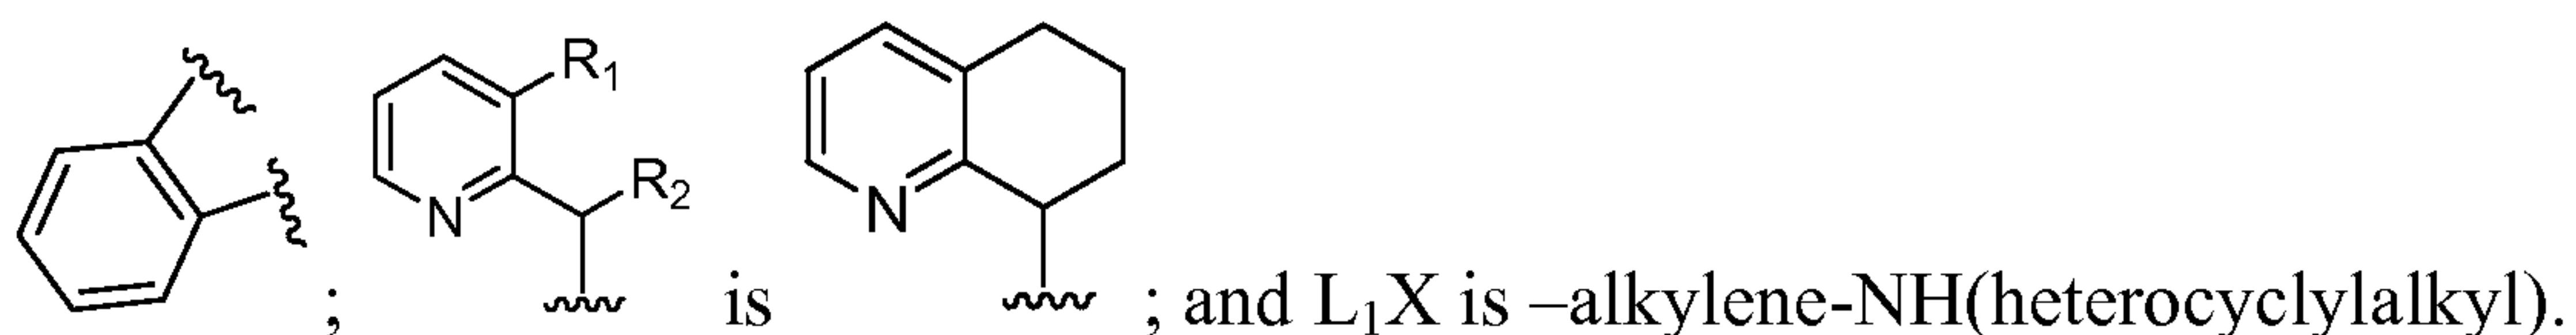 R₁
R₂
N
N
; is ; and L₁X is –alkylene-NH(heterocyclylalkyl).